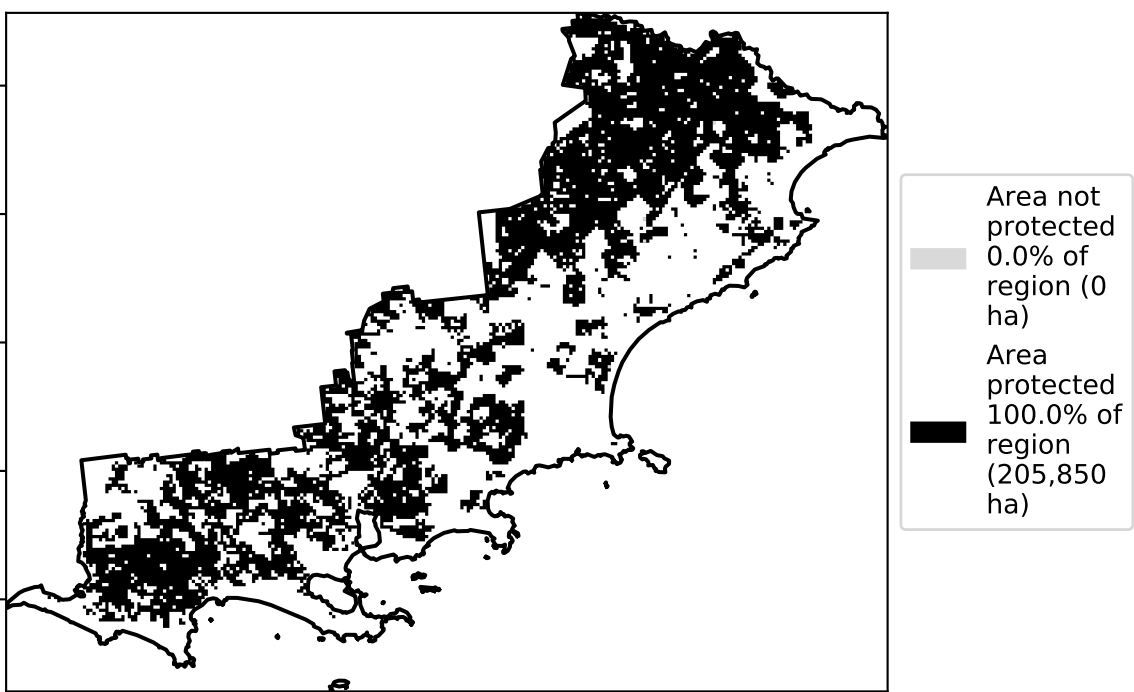 Area not
protected
0.0% of
region (0
ha)
Area
protected
100.0% of
region
(205,850
ha)